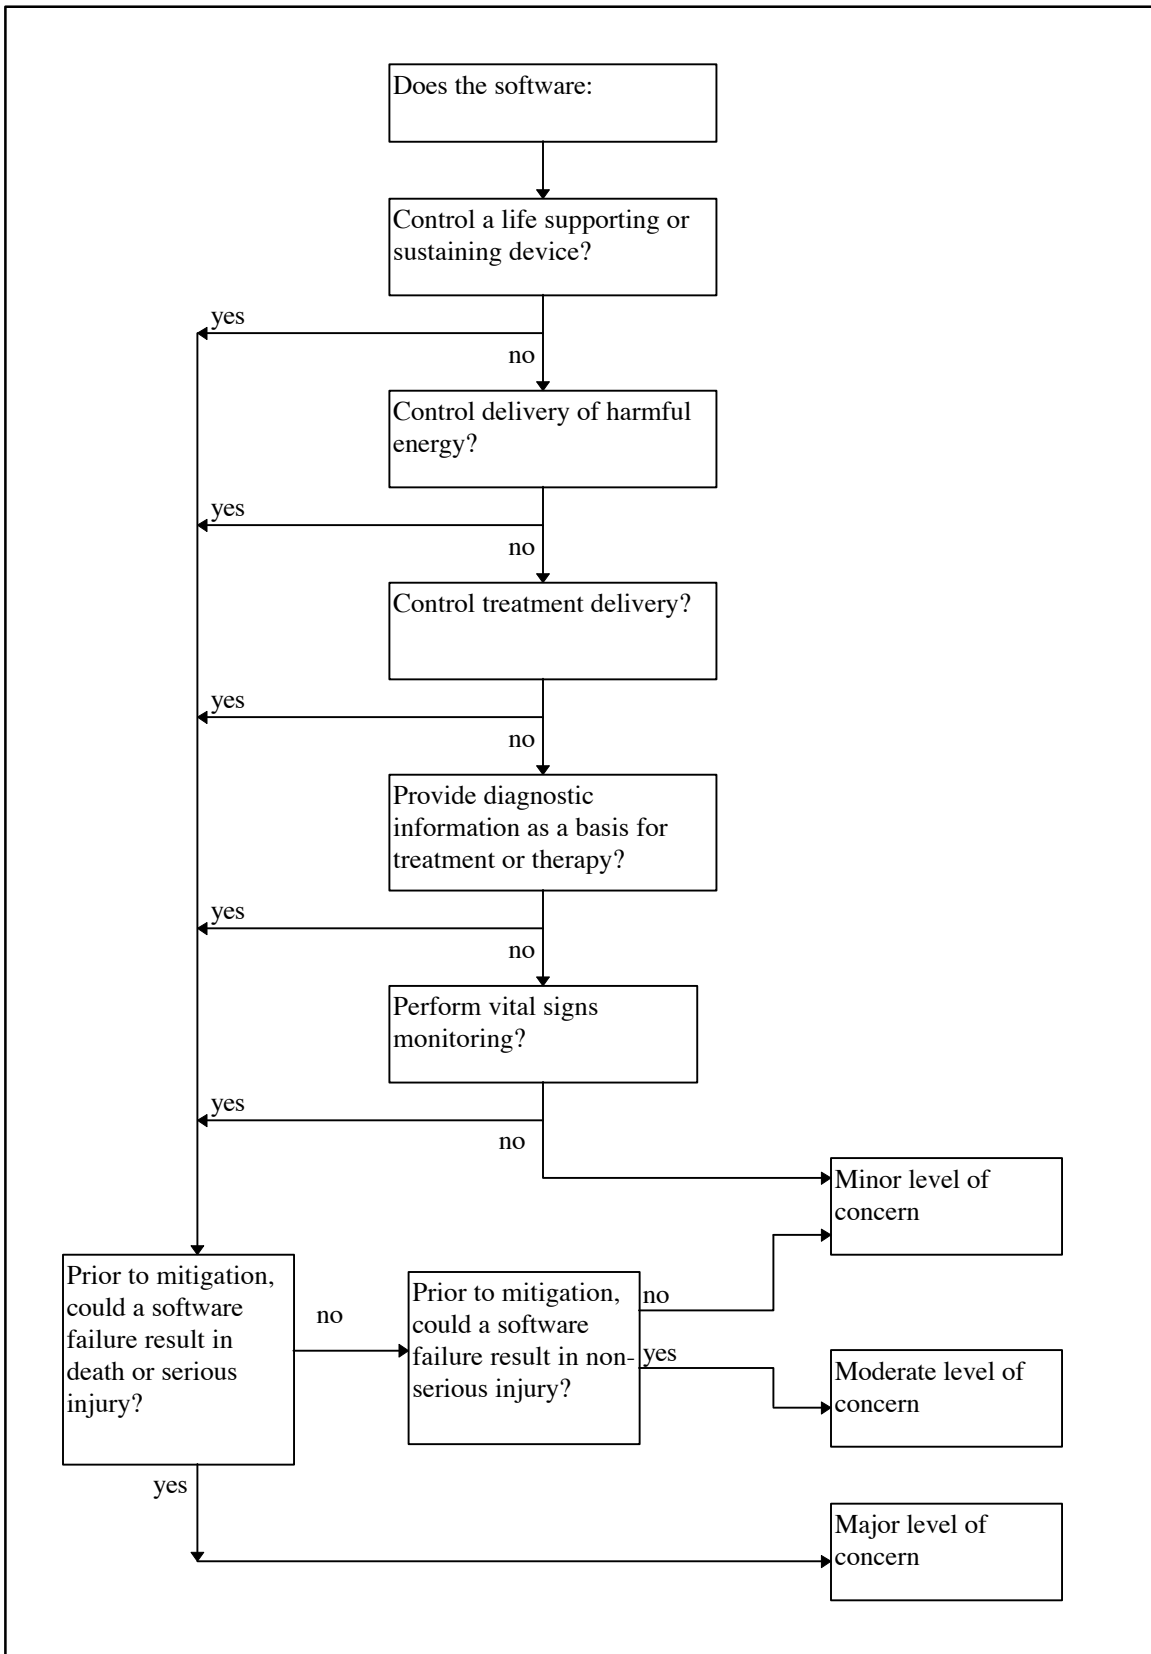 Does the software:
Control a life supporting or
sustaining device?
yes
no
Control delivery of harmful
energy?
yes
no
Control treatment delivery?
yes
no
Provide diagnostic
information as a basis for
treatment or therapy?
yes
no
Perform vital signs
monitoring?
yes
no
Minor level of
concern
Prior to mitigation,
could a software
failure result in
death or serious
injury?
no
Prior to mitigation,
could a software
failure result in non-
serious injury?
no
yes
Moderate level of
concern
yes
Major level of
concern